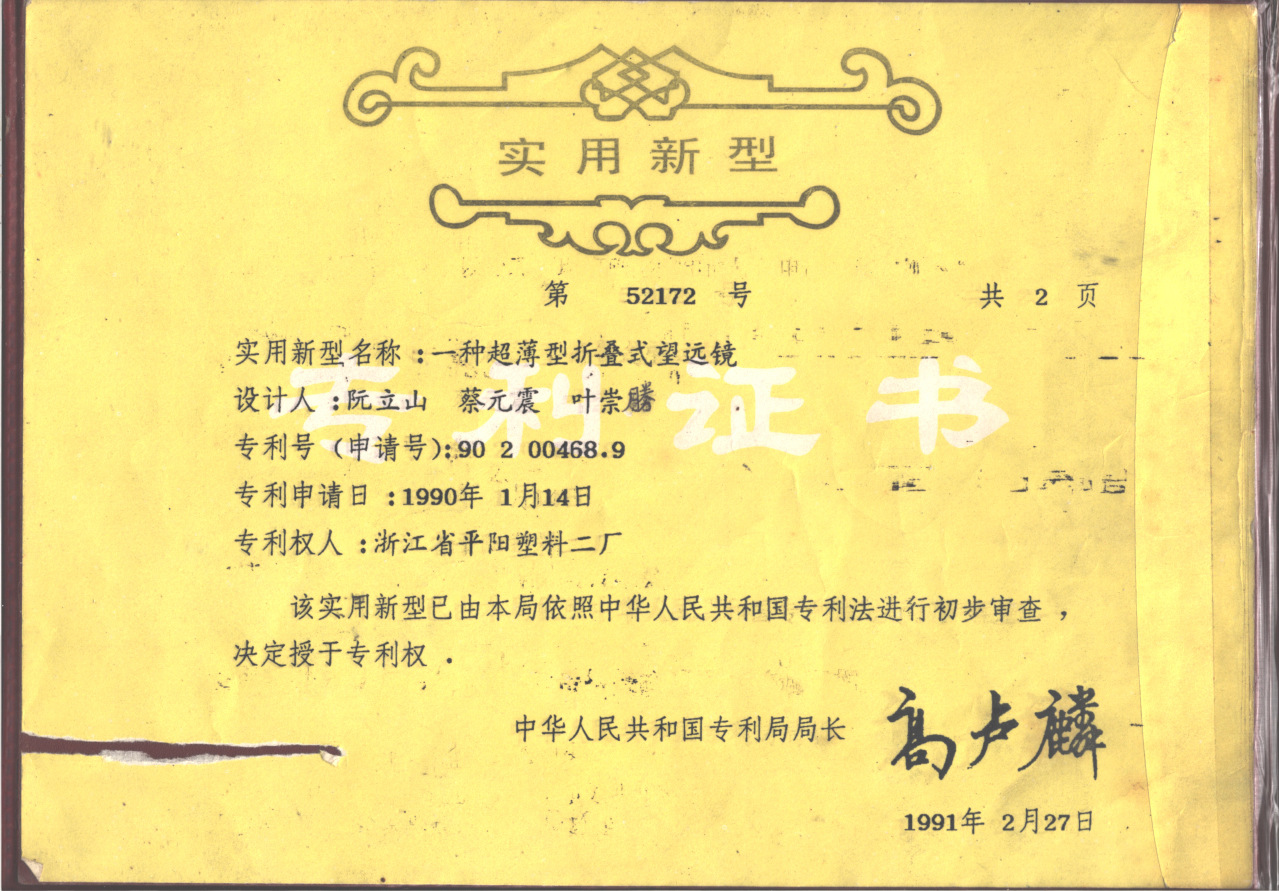 实用新型
第 52172 号 共 2 页
实用新型名称：一种超薄型折叠式望远镜
专利证书
设计人：阮立山 蔡元震 叶崇勝
专利号（申请号）：90 2 00468.9
专利申请日：1990年 1月14日
专利权人：浙江省平阳塑料二厂
该实用新型已由本局依照中华人民共和国专利法进行初步审查，
决定授于专利权．
中华人民共和国专利局局长 高卢麟
1991年 2月27日